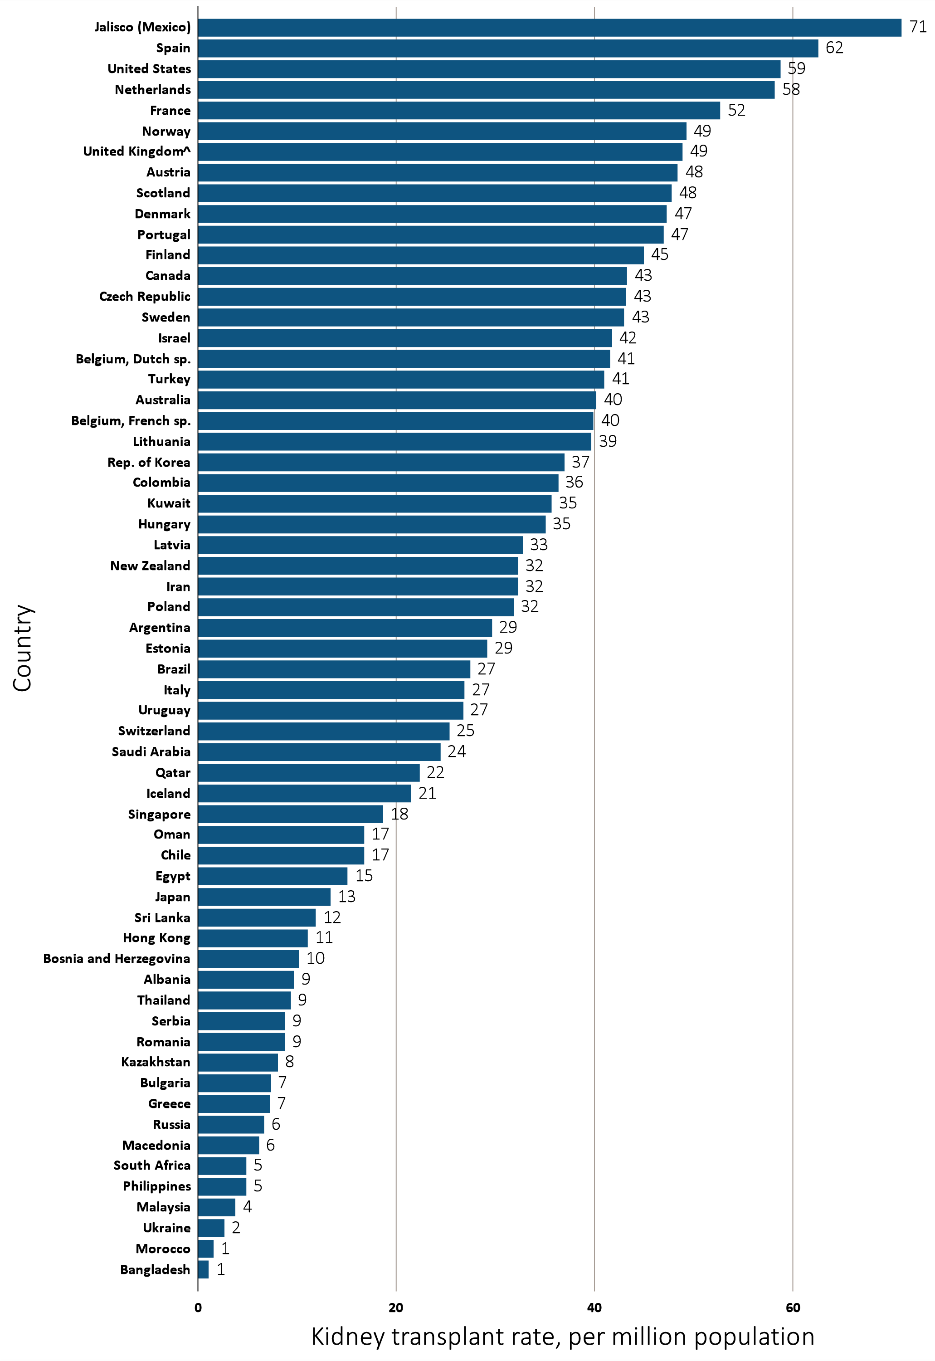 Jalisco (Mexico) 71
Spain 62
United States 59
Netherlands 58
France 52
Norway 49
United Kingdom^ 49
Austria 48
Scotland 48
Denmark 47
Portugal 47
Finland 45
Canada 43
Czech Republic 43
Sweden 43
Israel 42
Belgium, Dutch sp. 41
Turkey 41
Australia 40
Belgium, French sp. 40
Lithuania 39
Rep. of Korea 37
Colombia 36
Kuwait 35
Hungary 35
Latvia 33
New Zealand 32
Iran 32
Poland 32
Argentina 29
Estonia 29
Brazil 27
Italy 27
Uruguay 27
Switzerland 25
Saudi Arabia 24
Qatar 22
Iceland 21
Singapore 18
Oman 17
Chile 17
Egypt 15
Japan 13
Sri Lanka 12
Hong Kong 11
Bosnia and Herzegovina 10
Albania 9
Thailand 9
Serbia 9
Romania 9
Kazakhstan 8
Bulgaria 7
Greece 7
Russia 6
Macedonia 6
South Africa 5
Philippines 5
Malaysia 4
Ukraine 2
Morocco 1
Bangladesh 1
Country
0 20 40 60
Kidney transplant rate, per million population